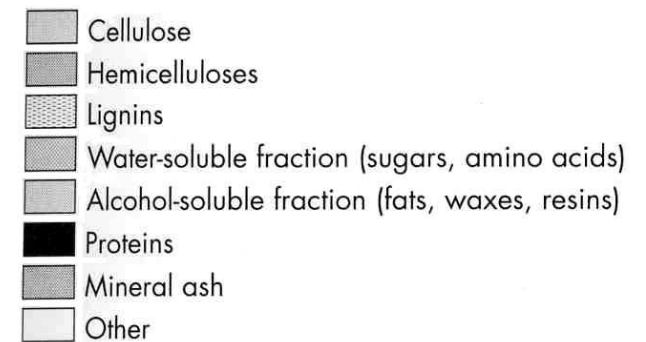 Cellulose
Hemicelluloses
Lignins
Water-soluble fraction (sugars, amino acids)
Alcohol-soluble fraction (fats, waxes, resins)
Proteins
Mineral ash
Other